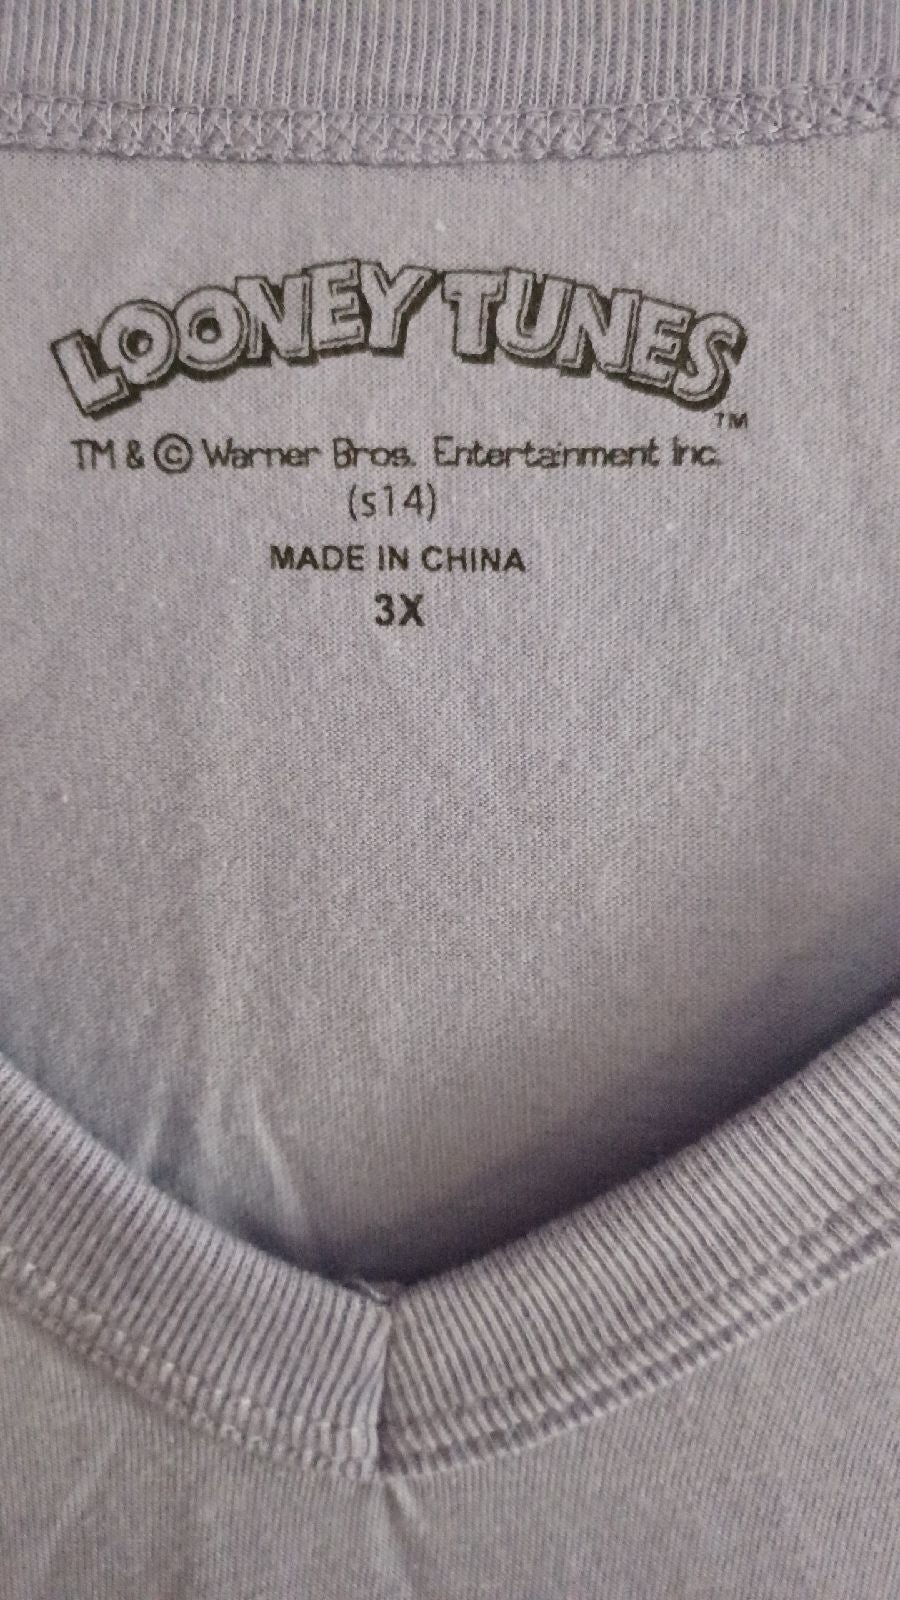 LOONEY TUNES
TM
TM & © Warner Bros. Entertainment Inc.
(s14)
MADE IN CHINA
3X